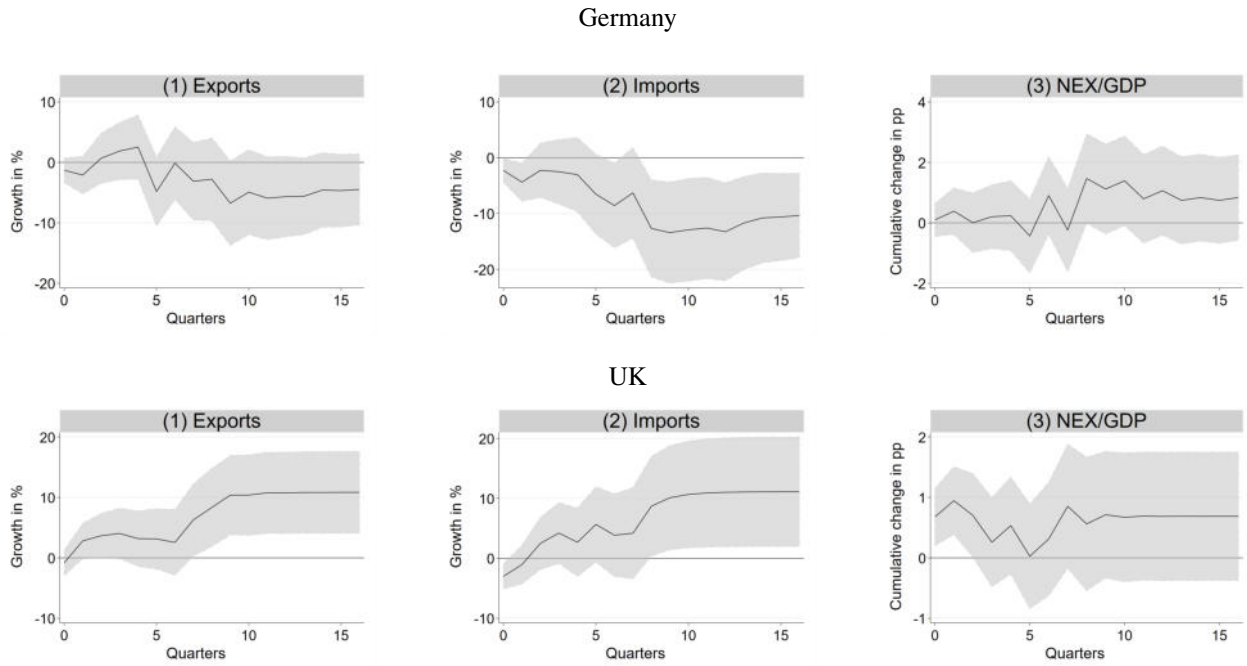 Germany
(1) Exports
10
0
-10
-20
Growth in %
0 5 10 15
Quarters
(2) Imports
10
0
-10
-20
Growth in %
0 5 10 15
Quarters
(3) NEX/GDP
4
2
0
-2
Cumulative change in pp
0 5 10 15
Quarters
UK
(1) Exports
20
10
0
-10
Growth in %
0 5 10 15
Quarters
(2) Imports
20
10
0
-10
Growth in %
0 5 10 15
Quarters
(3) NEX/GDP
2
1
0
-1
Cumulative change in pp
0 5 10 15
Quarters